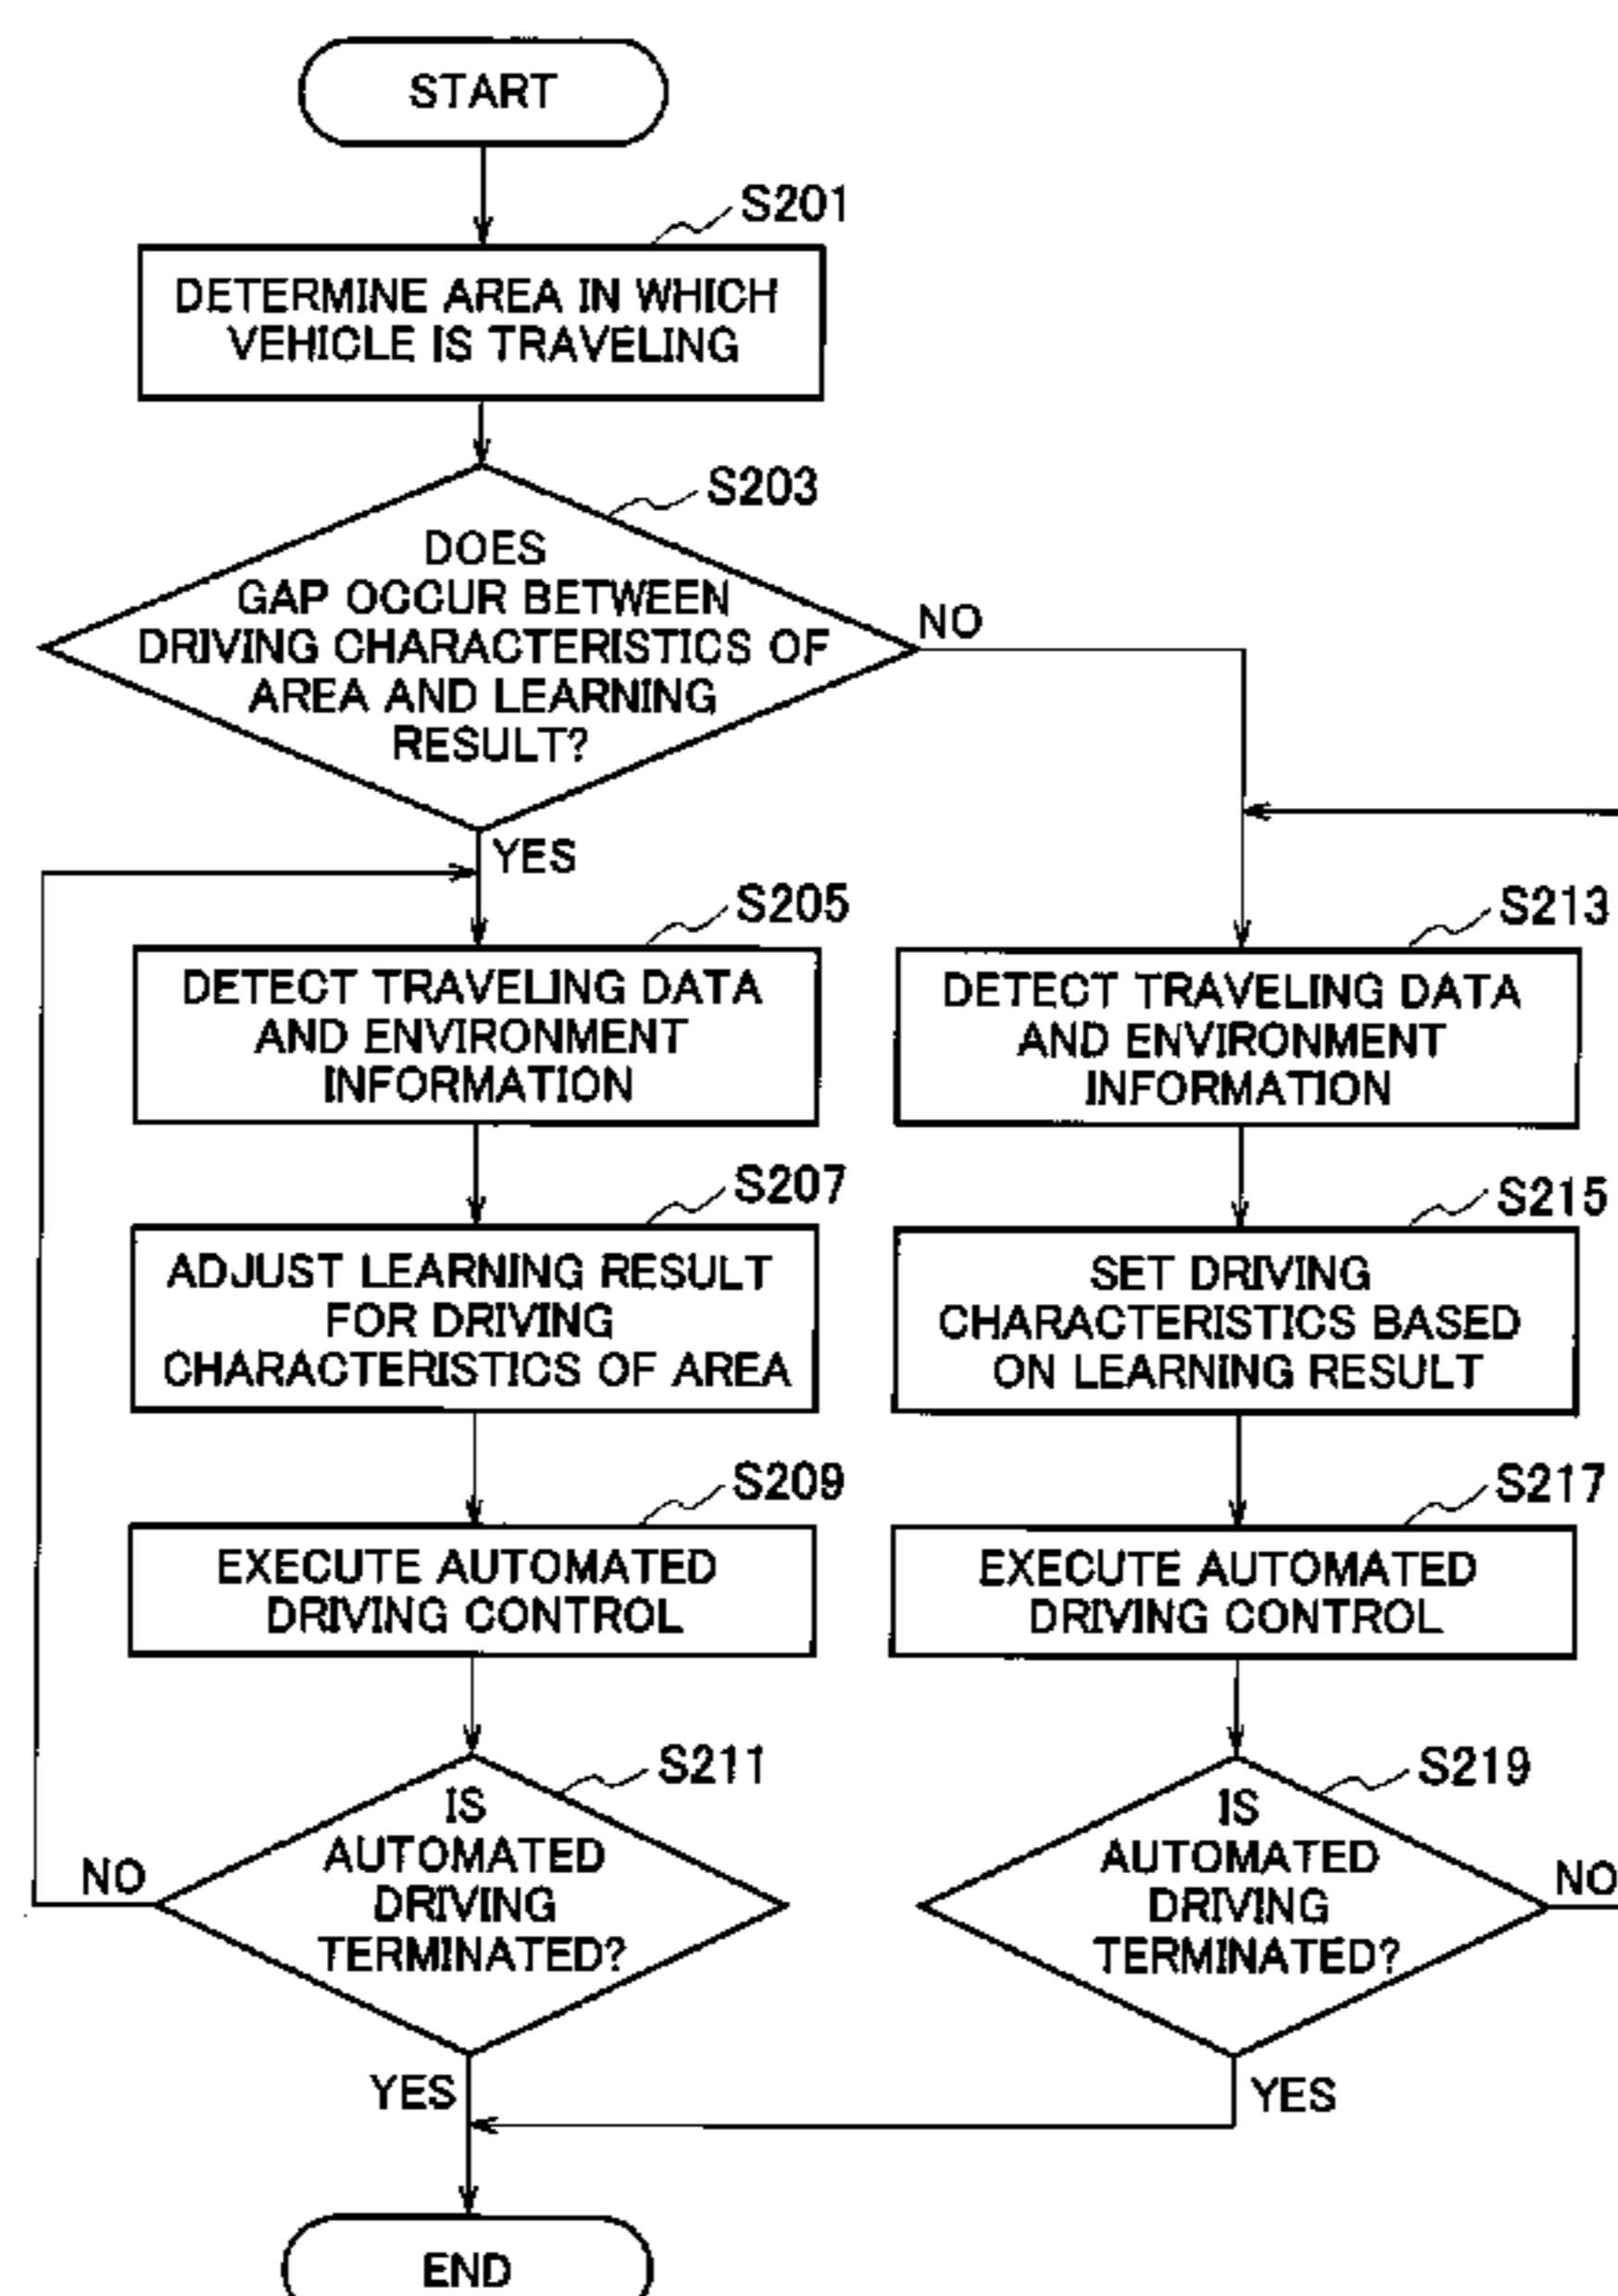 START
S201
DETERMINE AREA IN WHICH
VEHICLE IS TRAVELING
S203
DOES
GAP OCCUR BETWEEN
DRIVING CHARACTERISTICS OF
AREA AND LEARNING
RESULT?
NO
YES
S205
DETECT TRAVELING DATA
AND ENVIRONMENT
INFORMATION
S207
ADJUST LEARNING RESULT
FOR DRIVING
CHARACTERISTICS OF AREA
S209
EXECUTE AUTOMATED
DRIVING CONTROL
S211
IS
AUTOMATED
DRIVING
TERMINATED?
NO
YES
S213
DETECT TRAVELING DATA
AND ENVIRONMENT
INFORMATION
S215
SET DRIVING
CHARACTERISTICS BASED
ON LEARNING RESULT
S217
EXECUTE AUTOMATED
DRIVING CONTROL
S219
IS
AUTOMATED
DRIVING
TERMINATED?
NO
YES
END